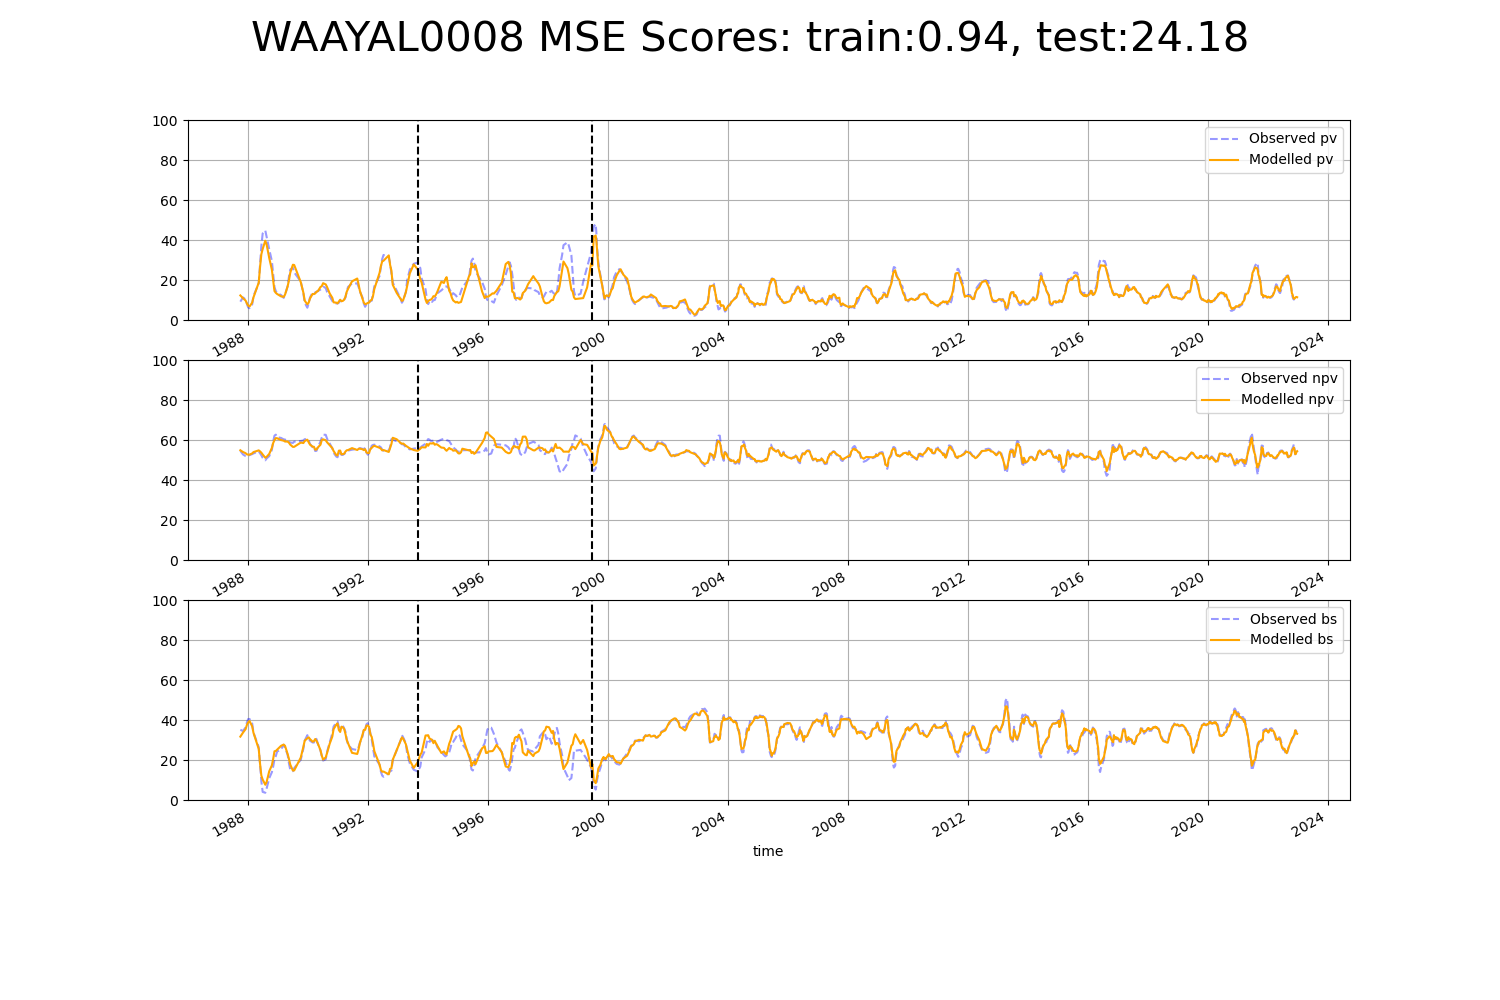 WAAYAL0008 MSE Scores: train:0.94, test:24.18
100
80
60
40
20
0
Observed pv
Modelled pv
1988 1992 1996 2000 2004 2008 2012 2016 2020 2024
100
80
60
40
20
0
Observed npv
Modelled npv
1988 1992 1996 2000 2004 2008 2012 2016 2020 2024
100
80
60
40
20
0
Observed bs
Modelled bs
1988 1992 1996 2000 2004 2008 2012 2016 2020 2024
time